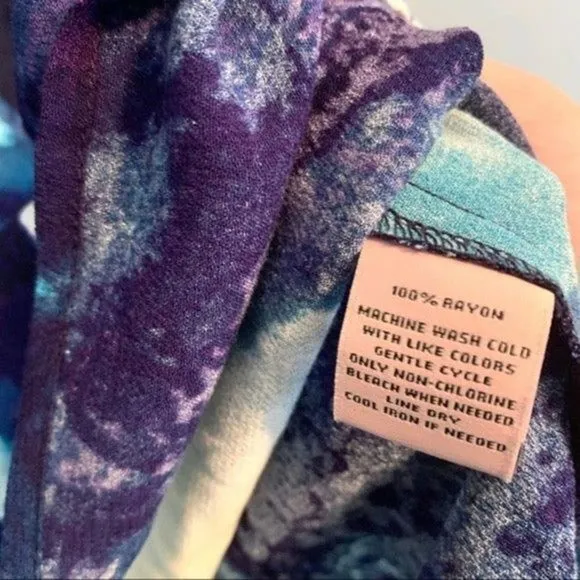 100% RAYON
MACHINE WASH COLD
WITH LIKE COLORS
GENTLE CYCLE
ONLY NON-CHLORINE
BLEACH WHEN NEEDED
LINE DRY
COOL IRON IF NEEDED